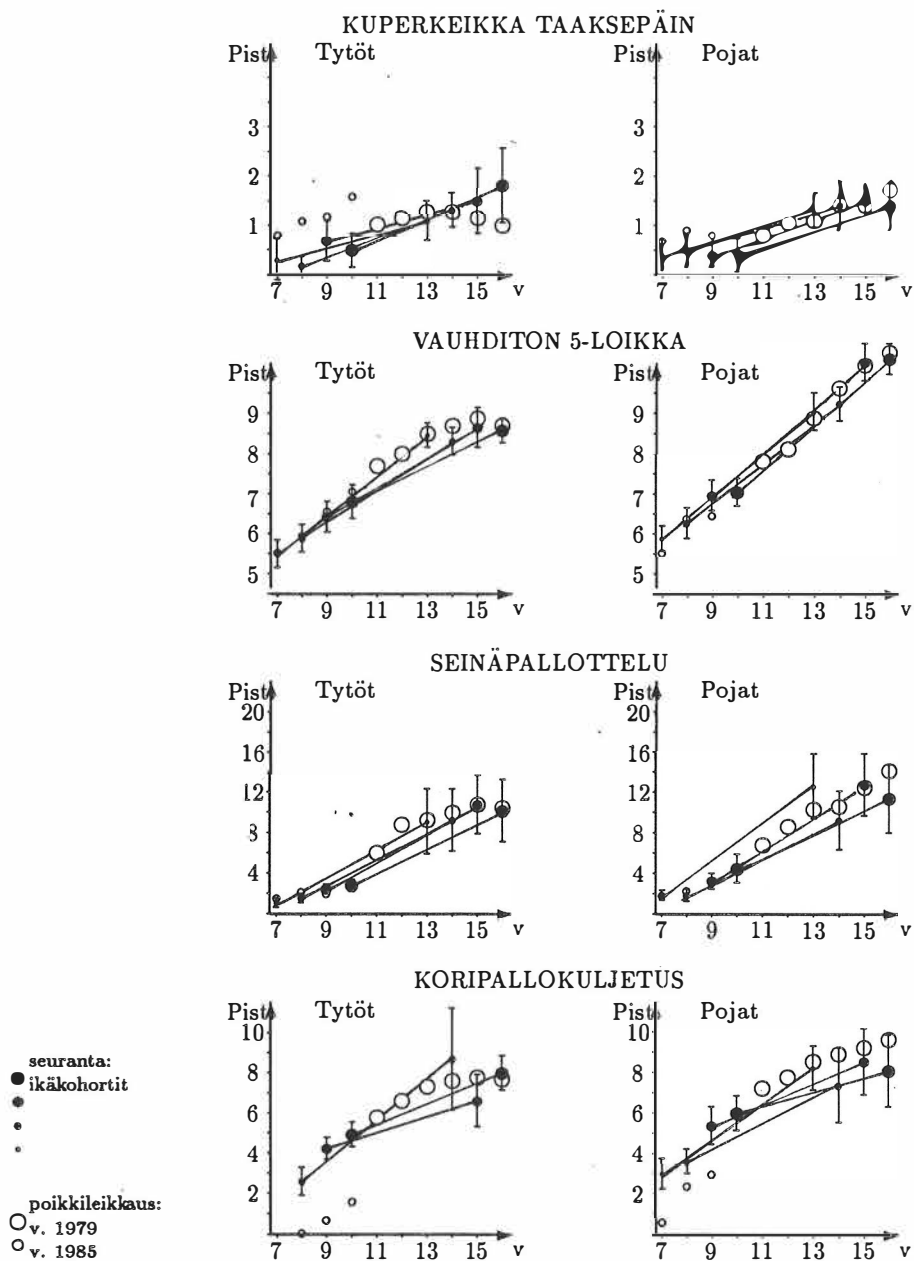 KUPERKEIKKA TAAKSEPÄIN
Pist Tytöt Pist Pojat
3 3
2 2
1 1
7 9 11 13 15 v 7 9 11 13 15 v
VAUHDITON 5-LOIKKA
Pist Tytöt Pist Pojat
9 9
8 8
7 7
6 6
5 5
7 9 11 13 15 v 7 9 11 13 15 v
SEINÄPALLOTTELU
Pist Tytöt Pist Pojat
20 20
16 16
12 12
8 8
4 4
7 9 11 13 15 v 7 9 11 13 15 v
KORIPALLOKULJETUS
Pist Tytöt Pist Pojat
10 10
8 8
6 6
4 4
2 2
7 9 11 13 15 v 7 9 11 13 15 v
seuranta:
ikäkohortit
poikkileikkaus:
v. 1979
v. 1985